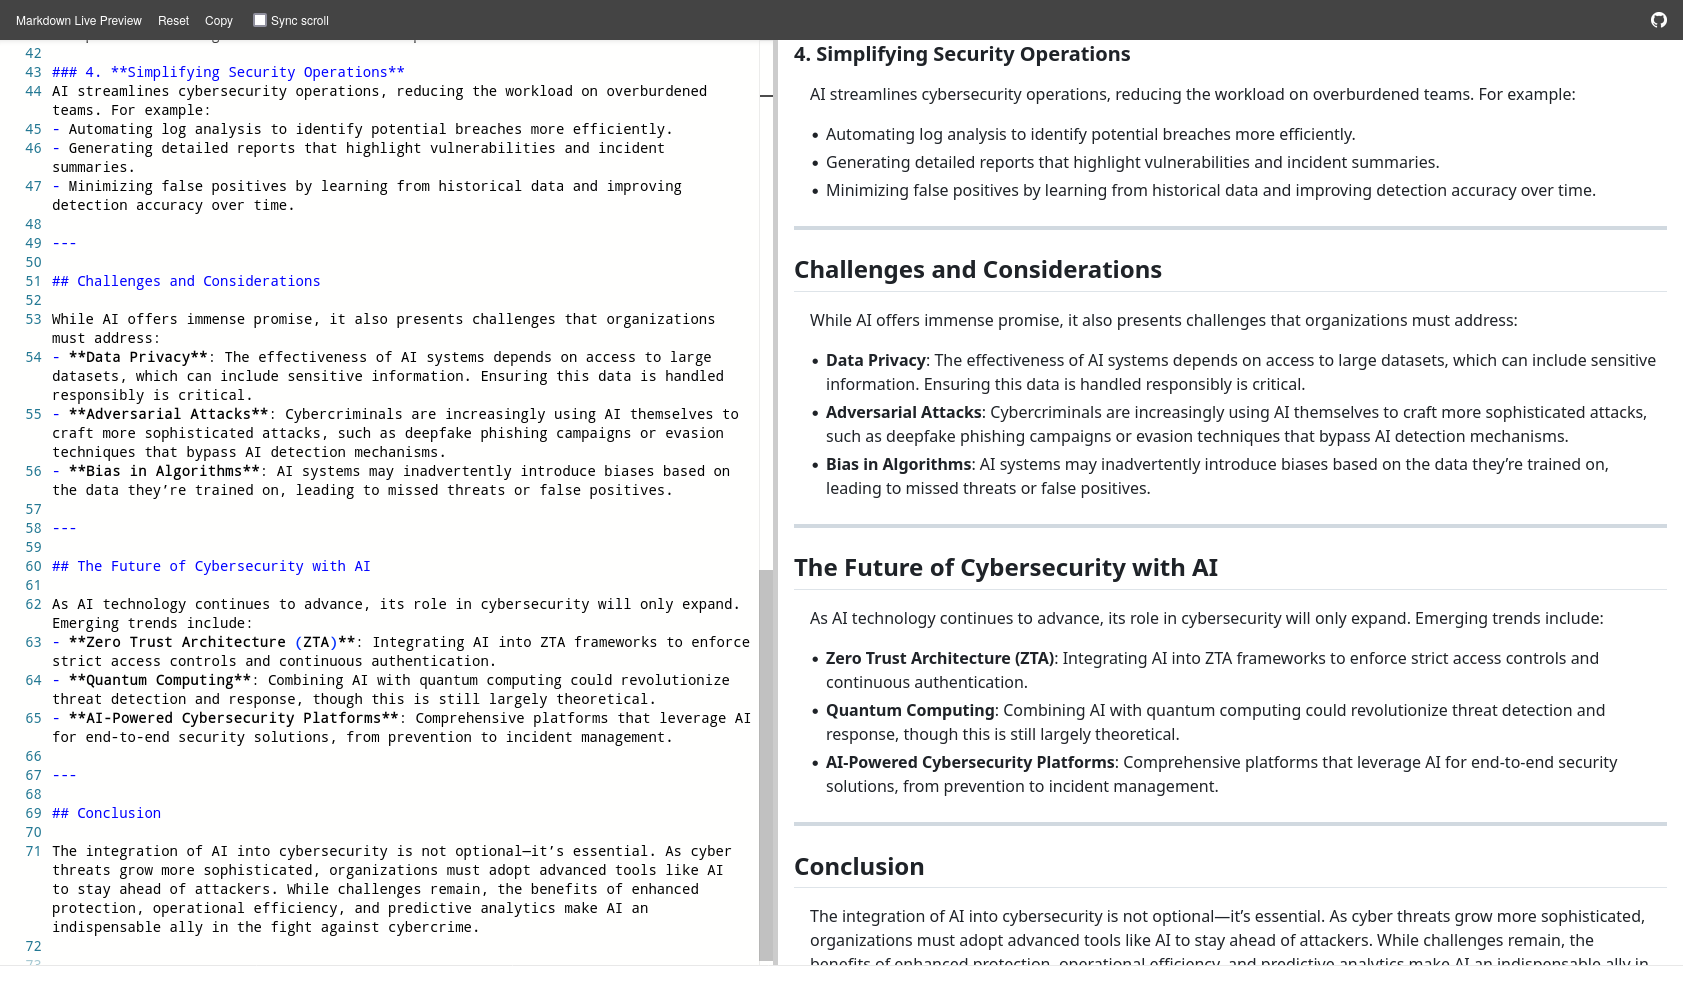 Markdown Live Preview Reset Copy Sync scroll
42
43 ### 4. **Simplifying Security Operations**
44 AI streamlines cybersecurity operations, reducing the workload on overburdened
teams. For example:
45 - Automating log analysis to identify potential breaches more efficiently.
46 - Generating detailed reports that highlight vulnerabilities and incident
summaries.
47 - Minimizing false positives by learning from historical data and improving
detection accuracy over time.
48
49 ---
50
51 ## Challenges and Considerations
52
53 While AI offers immense promise, it also presents challenges that organizations
must address:
54 - **Data Privacy**: The effectiveness of AI systems depends on access to large
datasets, which can include sensitive information. Ensuring this data is handled
responsibly is critical.
55 - **Adversarial Attacks**: Cybercriminals are increasingly using AI themselves to
craft more sophisticated attacks, such as deepfake phishing campaigns or evasion
techniques that bypass AI detection mechanisms.
56 - **Bias in Algorithms**: AI systems may inadvertently introduce biases based on
the data they’re trained on, leading to missed threats or false positives.
57
58 ---
59
60 ## The Future of Cybersecurity with AI
61
62 As AI technology continues to advance, its role in cybersecurity will only expand.
Emerging trends include:
63 - **Zero Trust Architecture (ZTA)**: Integrating AI into ZTA frameworks to enforce
strict access controls and continuous authentication.
64 - **Quantum Computing**: Combining AI with quantum computing could revolutionize
threat detection and response, though this is still largely theoretical.
65 - **AI-Powered Cybersecurity Platforms**: Comprehensive platforms that leverage AI
for end-to-end security solutions, from prevention to incident management.
66
67 ---
68
69 ## Conclusion
70
71 The integration of AI into cybersecurity is not optional—it’s essential. As cyber
threats grow more sophisticated, organizations must adopt advanced tools like AI
to stay ahead of attackers. While challenges remain, the benefits of enhanced
protection, operational efficiency, and predictive analytics make AI an
indispensable ally in the fight against cybercrime.
72
73
4. Simplifying Security Operations
AI streamlines cybersecurity operations, reducing the workload on overburdened teams. For example:
• Automating log analysis to identify potential breaches more efficiently.
• Generating detailed reports that highlight vulnerabilities and incident summaries.
• Minimizing false positives by learning from historical data and improving detection accuracy over time.
Challenges and Considerations
While AI offers immense promise, it also presents challenges that organizations must address:
• Data Privacy: The effectiveness of AI systems depends on access to large datasets, which can include sensitive
information. Ensuring this data is handled responsibly is critical.
• Adversarial Attacks: Cybercriminals are increasingly using AI themselves to craft more sophisticated attacks,
such as deepfake phishing campaigns or evasion techniques that bypass AI detection mechanisms.
• Bias in Algorithms: AI systems may inadvertently introduce biases based on the data they’re trained on,
leading to missed threats or false positives.
The Future of Cybersecurity with AI
As AI technology continues to advance, its role in cybersecurity will only expand. Emerging trends include:
• Zero Trust Architecture (ZTA): Integrating AI into ZTA frameworks to enforce strict access controls and
continuous authentication.
• Quantum Computing: Combining AI with quantum computing could revolutionize threat detection and
response, though this is still largely theoretical.
• AI-Powered Cybersecurity Platforms: Comprehensive platforms that leverage AI for end-to-end security
solutions, from prevention to incident management.
Conclusion
The integration of AI into cybersecurity is not optional—it’s essential. As cyber threats grow more sophisticated,
organizations must adopt advanced tools like AI to stay ahead of attackers. While challenges remain, the
benefits of enhanced protection, operational efficiency, and predictive analytics make AI an indispensable ally in